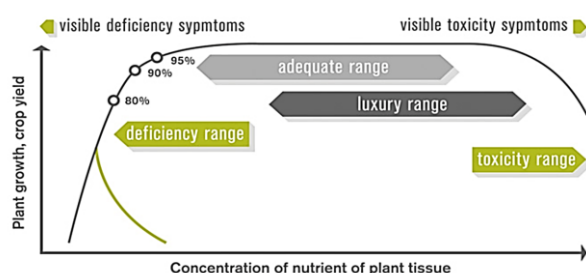 visible deficiency sypmtoms
visible toxicity sypmtoms
95%
90%
80%
adequate range
luxury range
deficiency range
toxicity range
Plant growth, crop yield
Concentration of nutrient of plant tissue